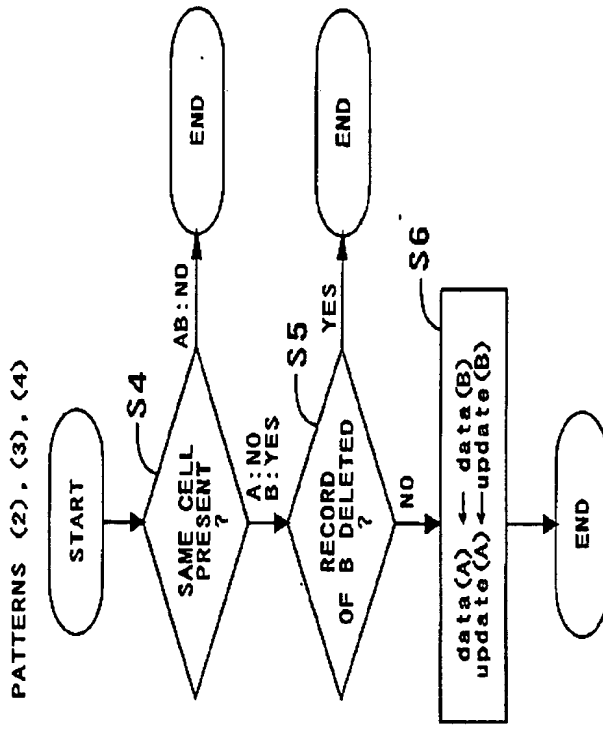 PATTERNS (2), (3), (4)
START
S4
SAME CELL
PRESENT
?
AB:NO
END
A:NO
B:YES
S5
RECORD
OF B DELETED
?
YES
END
NO
S6
data(A) ← data(B)
update(A) ← update(B)
END